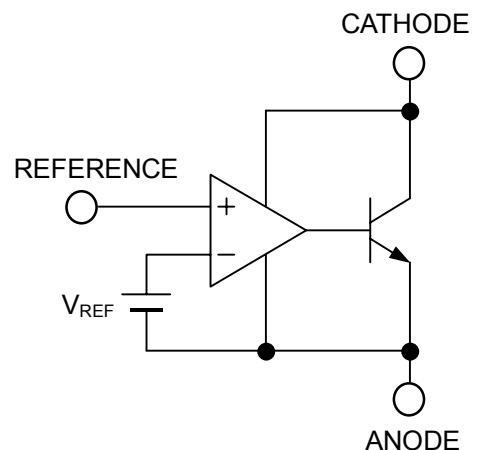 CATHODE
REFERENCE
+
−
VREF
ANODE